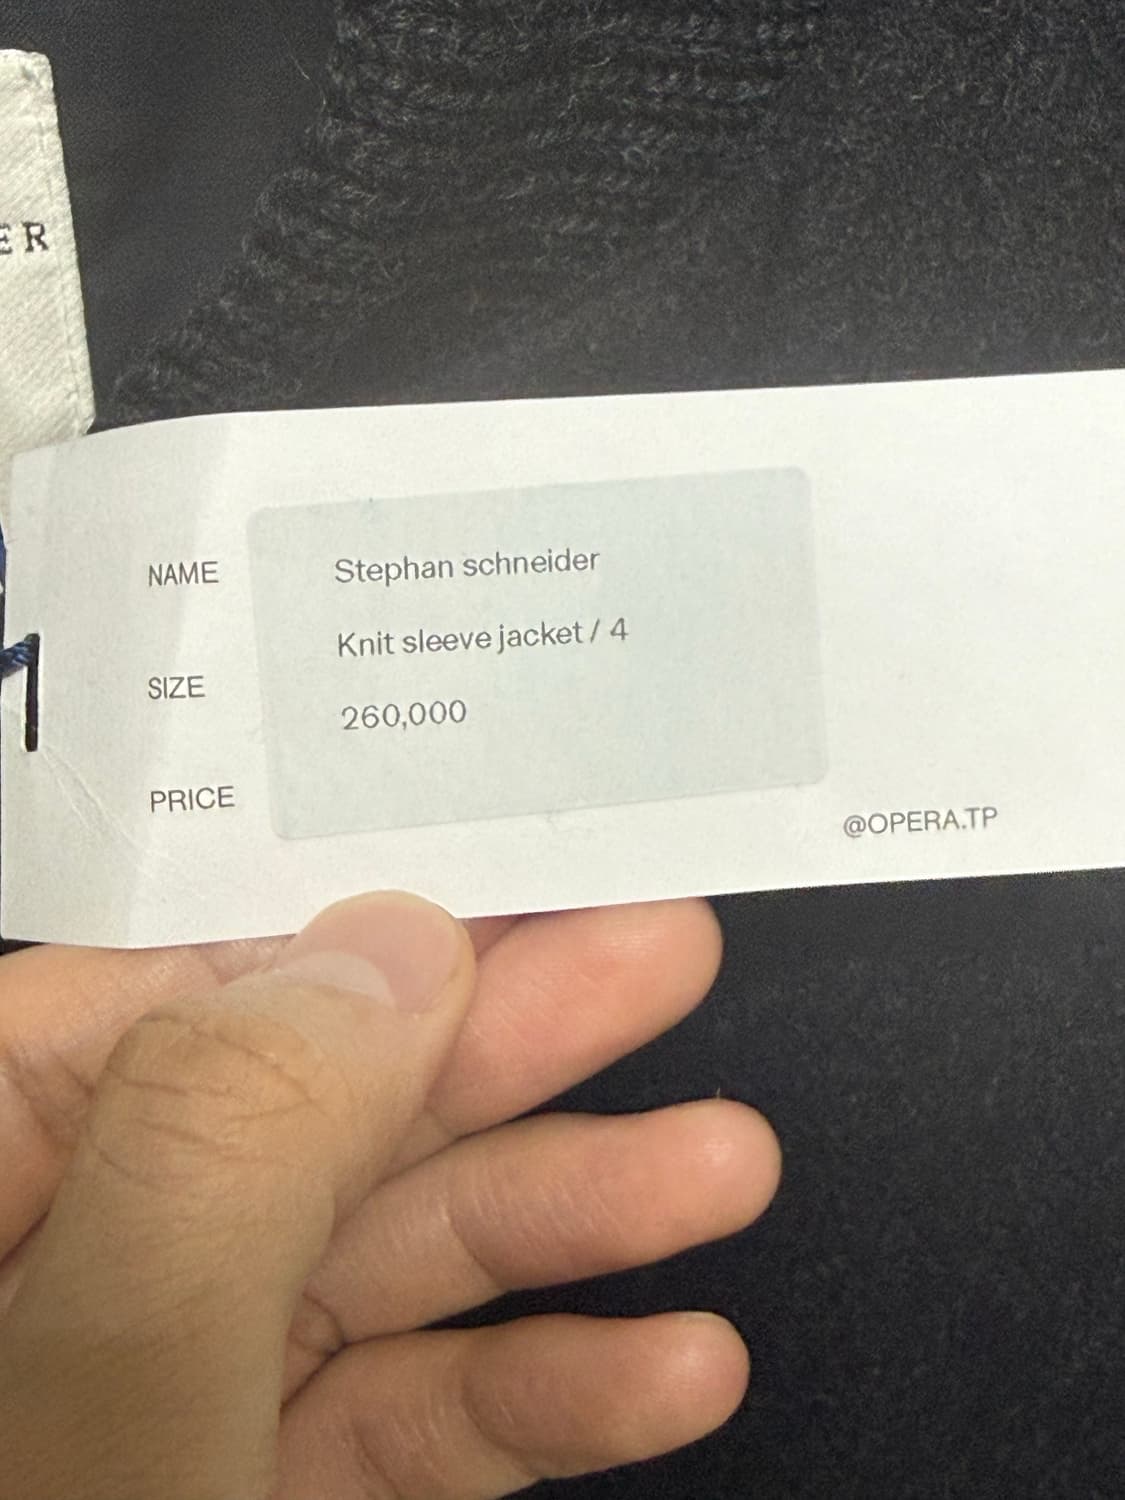 ER
NAME
Stephan schneider
Knit sleeve jacket / 4
SIZE
260,000
PRICE
@OPERA.TP